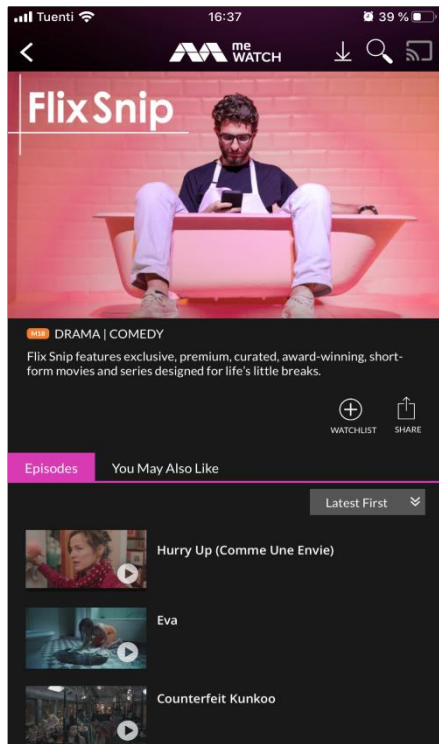 Tuenti 16:37 39 %
me
WATCH
Flix Snip
M18 DRAMA | COMEDY
Flix Snip features exclusive, premium, curated, award-winning, short-
form movies and series designed for life's little breaks.
WATCHLIST SHARE
Episodes You May Also Like
Latest First
Hurry Up (Comme Une Envie)
Eva
Counterfeit Kunkoo